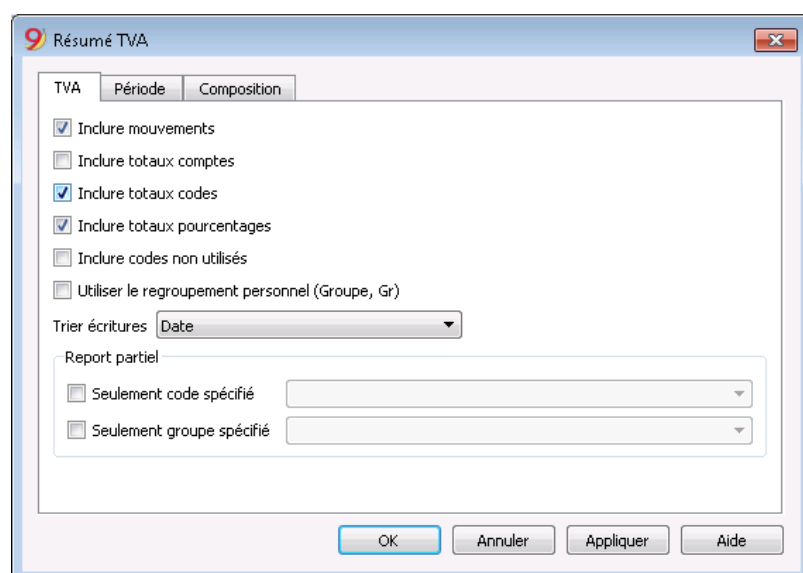 Résumé TVA
TVA Période Composition
Inclure mouvements
Inclure totaux comptes
Inclure totaux codes
Inclure totaux pourcentages
Inclure codes non utilisés
Utiliser le regroupement personnel (Groupe, Gr)
Trier écritures Date
Report partiel
Seulement code spécifié
Seulement groupe spécifié
OK Annuler Appliquer Aide